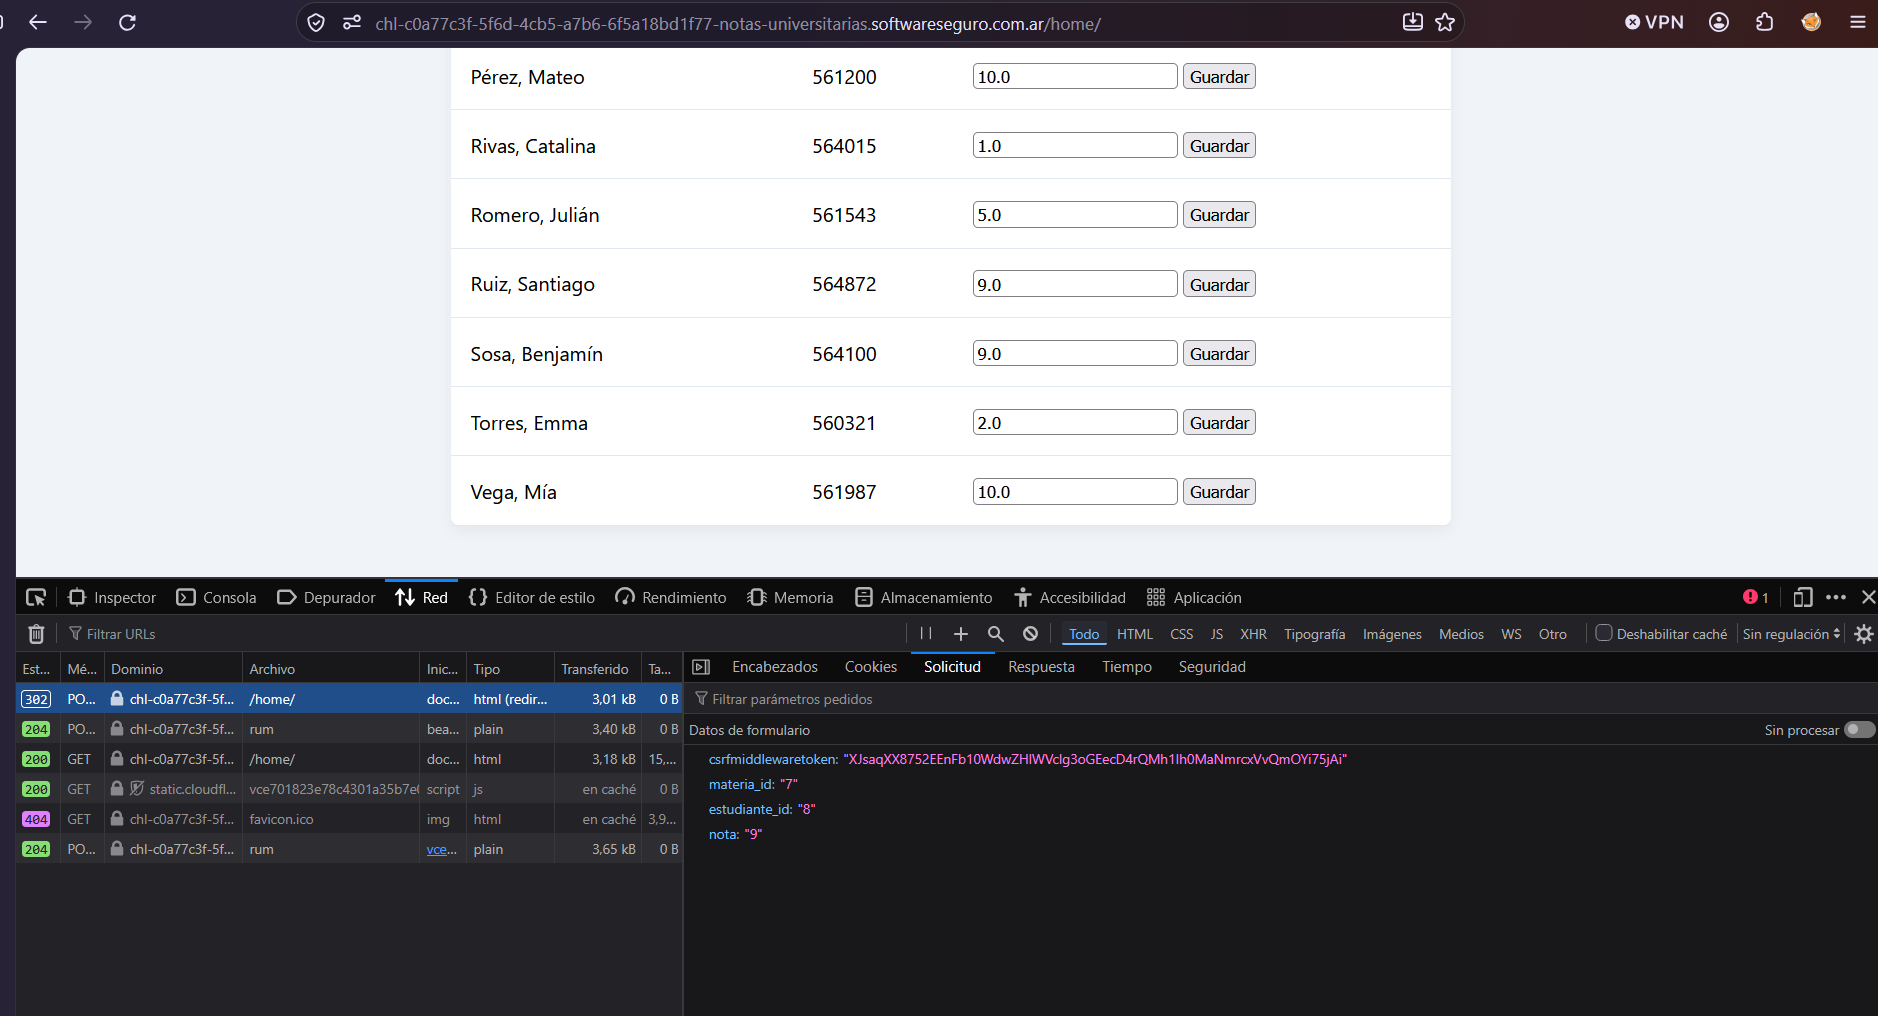 chl-c0a77c3f-5f6d-4cb5-a7b6-6f5a18bd1f77-notas-universitarias.softwareseguro.com.ar/home/
VPN
Pérez, Mateo 561200 10.0 Guardar
Rivas, Catalina 564015 1.0 Guardar
Romero, Julián 561543 5.0 Guardar
Ruiz, Santiago 564872 9.0 Guardar
Sosa, Benjamín 564100 9.0 Guardar
Torres, Emma 560321 2.0 Guardar
Vega, Mía 561987 10.0 Guardar
Inspector Consola Depurador Red Editor de estilo Rendimiento Memoria Almacenamiento Accesibilidad Aplicación 1
Filtrar URLs Todo HTML CSS JS XHR Tipografía Imágenes Medios WS Otro Deshabilitar caché Sin regulación
Est... Mé... Dominio Archivo Inic... Tipo Transferido Ta...
302 PO... chl-c0a77c3f-5f... /home/ doc... html (redir... 3,01 kB 0 B
204 PO... chl-c0a77c3f-5f... rum bea... plain 3,40 kB 0 B
200 GET chl-c0a77c3f-5f... /home/ doc... html 3,18 kB 15,...
200 GET static.cloudfl... vce701823e78c4301a35b7e script js en caché 0 B
404 GET chl-c0a77c3f-5f... favicon.ico img html en caché 3,9...
204 PO... chl-c0a77c3f-5f... rum vce... plain 3,65 kB 0 B
Encabezados Cookies Solicitud Respuesta Tiempo Seguridad
Filtrar parámetros pedidos
Datos de formulario Sin procesar
csrfmiddlewaretoken: "XJsaqXX8752EEnFb10WdwZHIWVclg3oGEecD4rQMh1Ih0MaNmrcxVvQmOYi75jAi"
materia_id: "7"
estudiante_id: "8"
nota: "9"